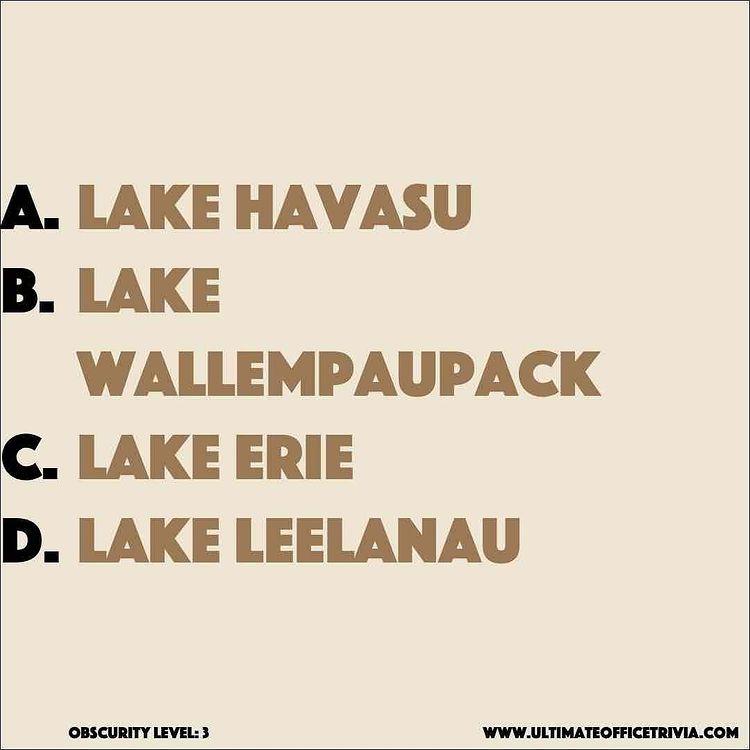 A. LAKE HAVASU
B. LAKE
WALLEMPAUPACK
C. LAKE ERIE
D. LAKE LEELANAU
OBSCURITY LEVEL: 3 WWW.ULTIMATEOFFICETRIVIA.COM